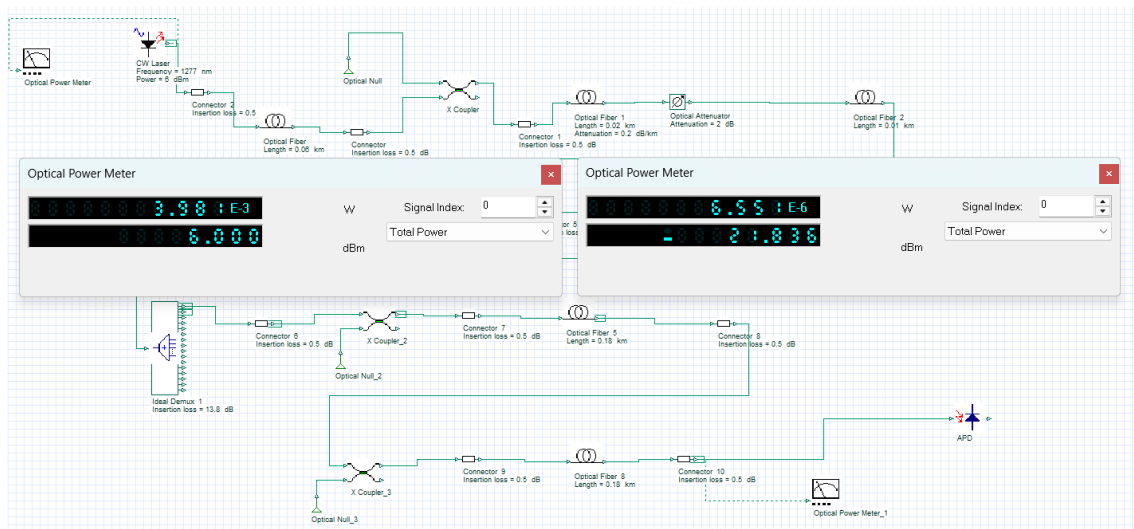 CW Laser
Frequency = 1277 nm
Power = 6 dBm
Optical Power Meter
Optical Null
Connector 2
Insertion loss = 0.5
X Coupler
Optical Fiber
Length = 0.06 km
Connector
Insertion loss = 0.5 dB
Connector 1
Insertion loss = 0.5 dB
Optical Fiber 1
Length = 0.02 km
Attenuation = 0.2 dB/km
Optical Attenuator
Attenuation = 2 dB
Optical Fiber 2
Length = 0.01 km
Optical Power Meter
3.981 E-3
W
Signal Index:
0
6.000
dBm
Total Power
Optical Power Meter
6.551 E-6
W
Signal Index:
0
-21.836
dBm
Total Power
Ideal Demux 1
Insertion loss = 13.8 dB
Connector 6
Insertion loss = 0.5 dB
X Coupler_2
Optical Null_2
Connector 7
Insertion loss = 0.5 dB
Optical Fiber 5
Length = 0.18 km
Connector 8
Insertion loss = 0.5 dB
X Coupler_3
Optical Null_3
Connector 9
Insertion loss = 0.5 dB
Optical Fiber 8
Length = 0.18 km
Connector 10
Insertion loss = 0.5 dB
APD
Optical Power Meter_1